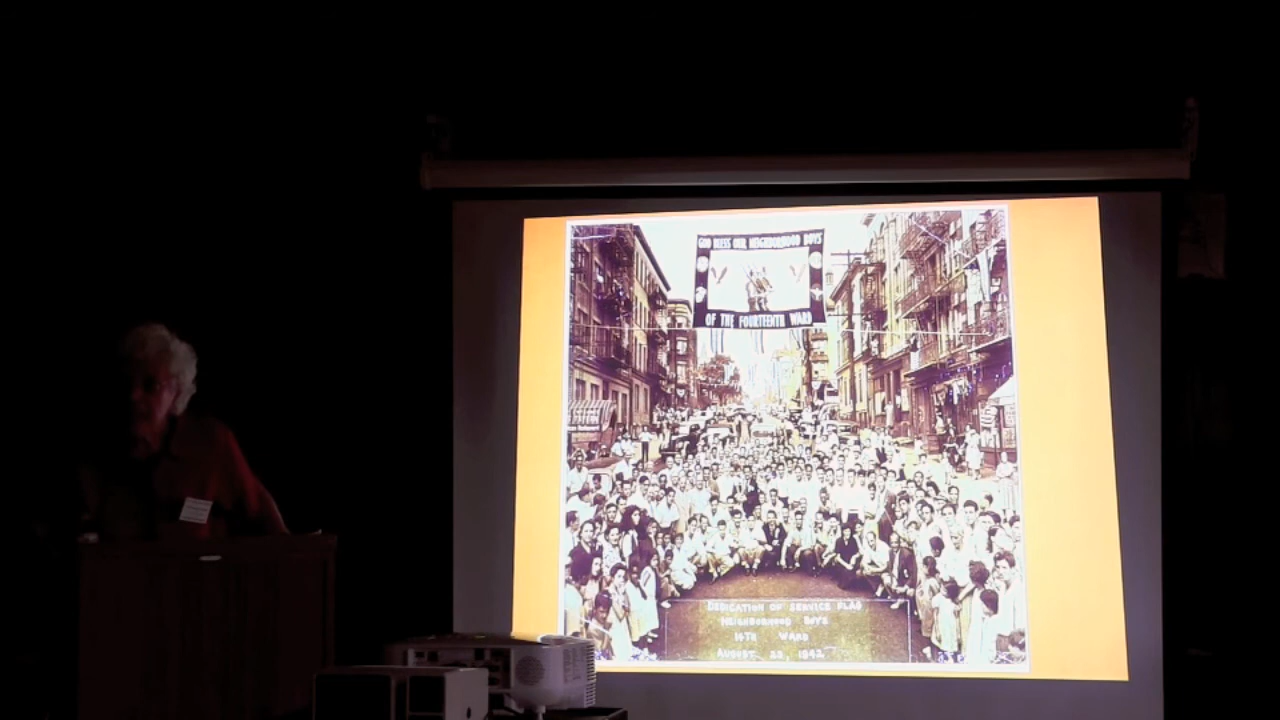 GOD BLESS OUR NEIGHBORHOOD BOYS
OF THE FOURTEENTH WARD
DEDICATION OF SERVICE FLAG
NEIGHBORHOOD BOYS
14TH WARD
AUGUST 23, 1942